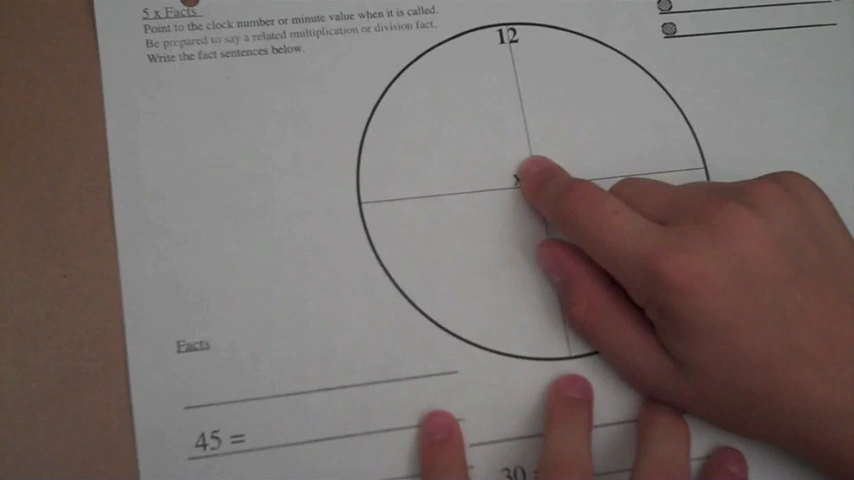 5 x Facts
Point to the clock number or minute value when it is called.
Be prepared to say a related multiplication or division fact.
Write the fact sentences below.
12
Facts
45 =
30